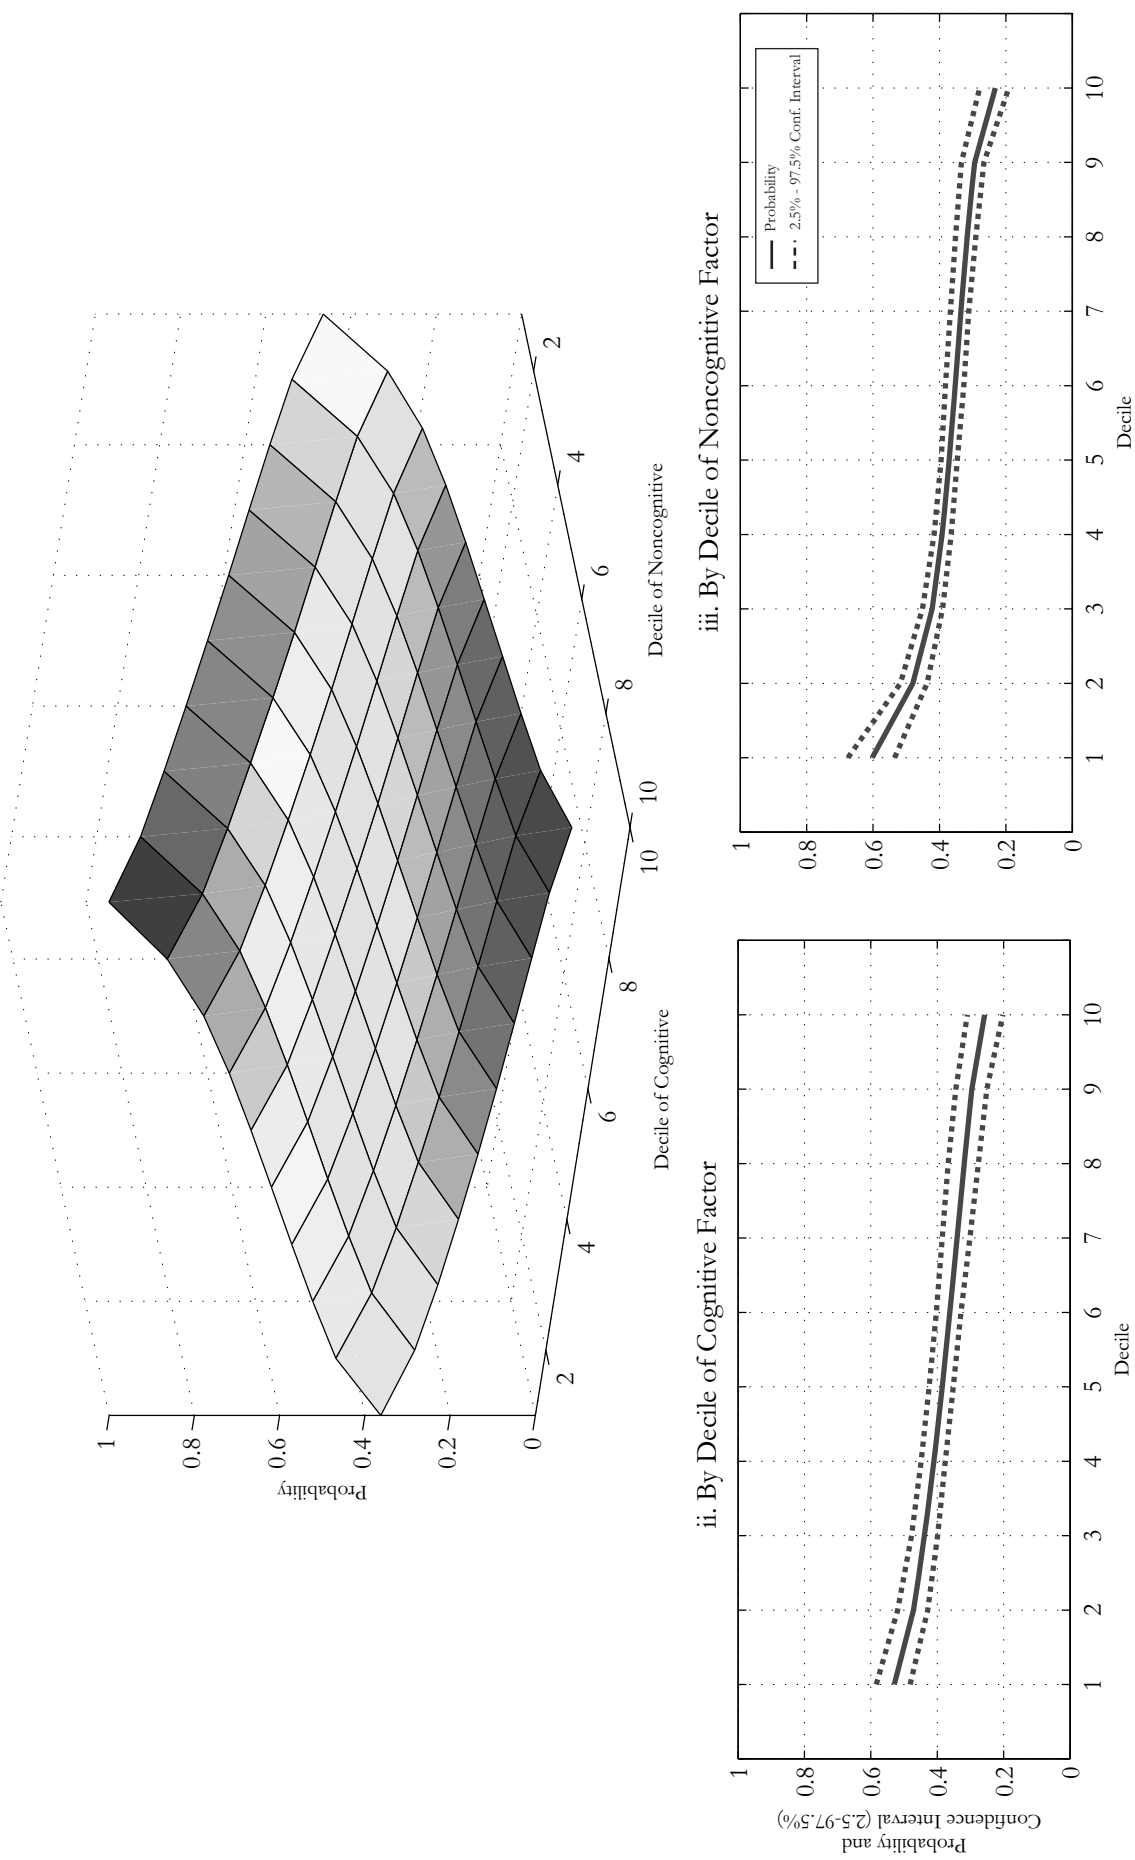 1
0.8
0.6
0.4
0.2
0
Probability
2
4
6
8
10
Decile of Cognitive
10
8
6
4
2
Decile of Noncognitive
ii. By Decile of Cognitive Factor
1
0.8
0.6
0.4
0.2
0
Probability and
Confidence Interval (2.5-97.5%)
1 2 3 4 5 6 7 8 9 10
Decile
iii. By Decile of Noncognitive Factor
1
0.8
0.6
0.4
0.2
0
Probability
2.5% - 97.5% Conf. Interval
1 2 3 4 5 6 7 8 9 10
Decile